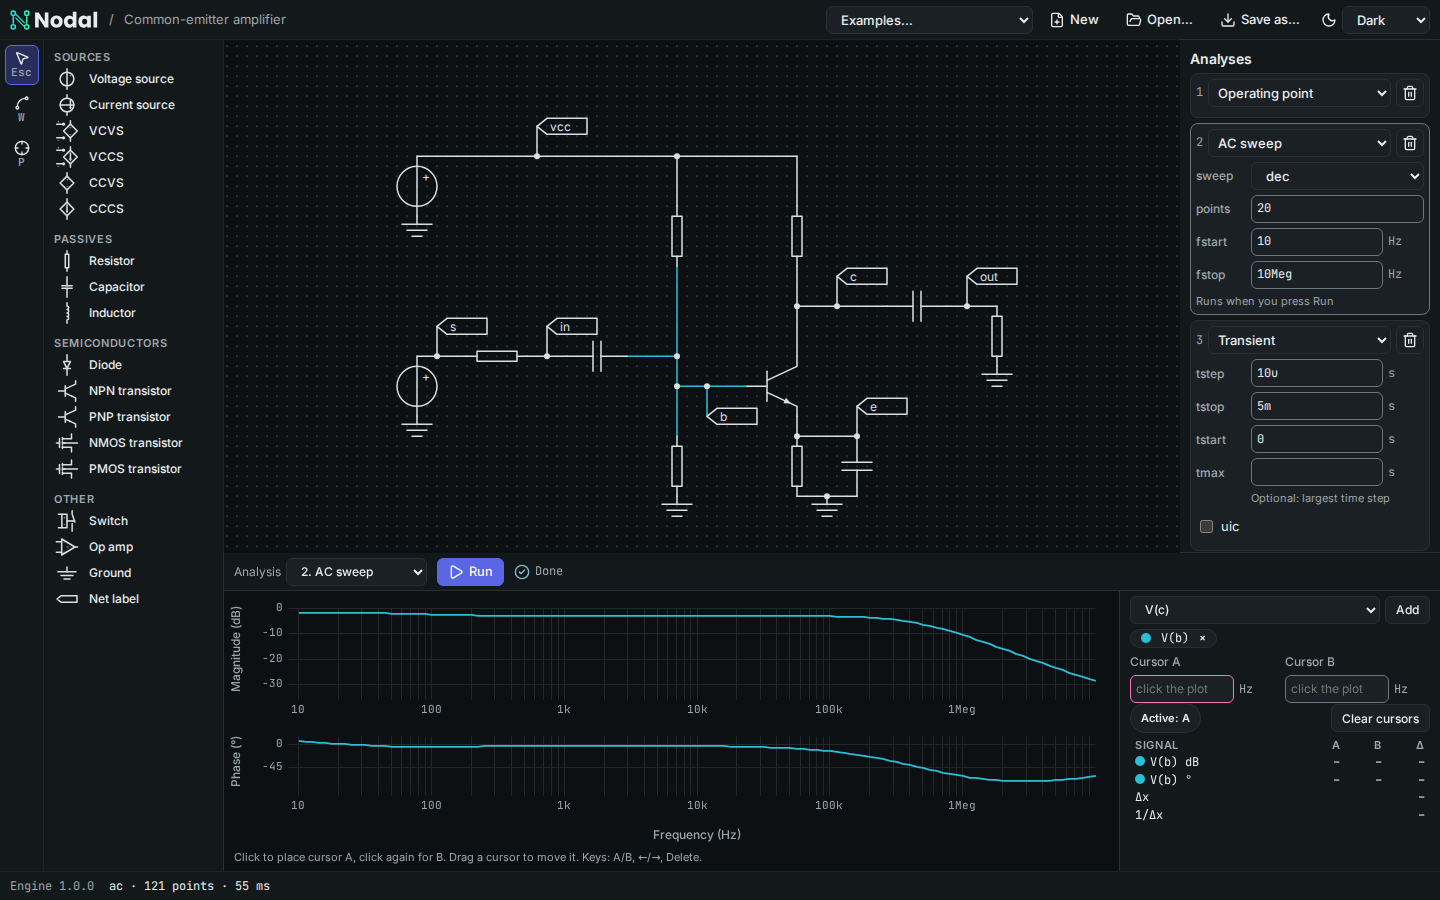 Nodal / Common-emitter amplifier
Examples...
New
Open...
Save as...
Dark
Esc
W
P
SOURCES
Voltage source
Current source
VCVS
VCCS
CCVS
CCCS
PASSIVES
Resistor
Capacitor
Inductor
SEMICONDUCTORS
Diode
NPN transistor
PNP transistor
NMOS transistor
PMOS transistor
OTHER
Switch
Op amp
Ground
Net label
vcc
+
c
out
s
in
+
b
e
Analyses
1 Operating point
2 AC sweep
sweep dec
points 20
fstart 10 Hz
fstop 10Meg Hz
Runs when you press Run
3 Transient
tstep 10u s
tstop 5m s
tstart 0 s
tmax s
Optional: largest time step
uic
Analysis 2. AC sweep Run Done
Magnitude (dB)
0
-10
-20
-30
10 100 1k 10k 100k 1Meg
Phase (°)
0
-45
10 100 1k 10k 100k 1Meg
Frequency (Hz)
Click to place cursor A, click again for B. Drag a cursor to move it. Keys: A/B, ←/→, Delete.
V(c) Add
V(b) ×
Cursor A Cursor B
click the plot Hz click the plot Hz
Active: A Clear cursors
SIGNAL A B Δ
V(b) dB – – –
V(b) ° – – –
Δx –
1/Δx –
Engine 1.0.0 ac · 121 points · 55 ms